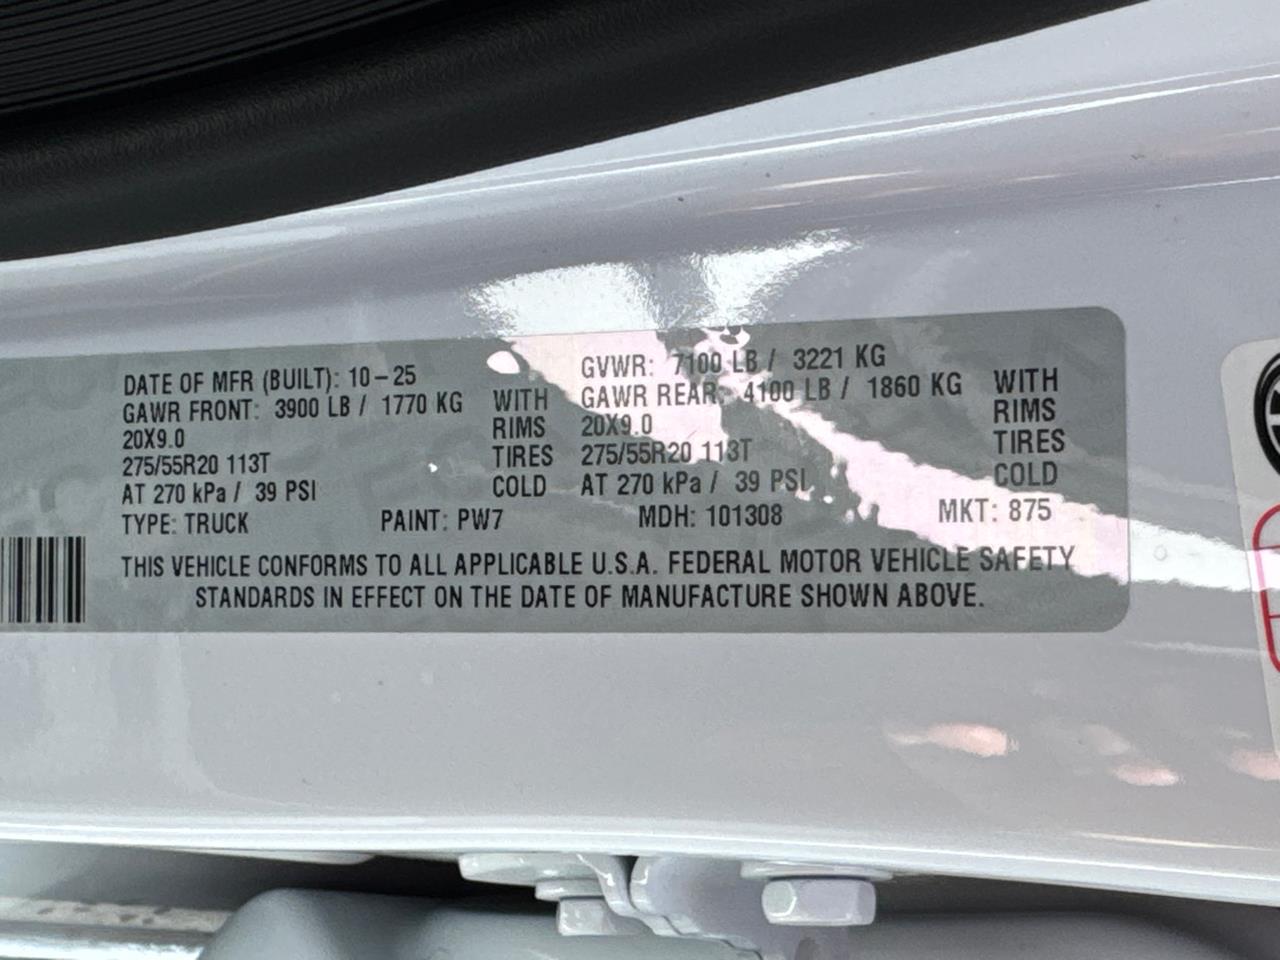 DATE OF MFR (BUILT): 10-25 GVWR: 7100 LB / 3221 KG
GAWR FRONT: 3900 LB / 1770 KG WITH GAWR REAR: 4100 LB / 1860 KG WITH
20X9.0 RIMS 20X9.0 RIMS
275/55R20 113T TIRES 275/55R20 113T TIRES
AT 270 kPa / 39 PSI COLD AT 270 kPa / 39 PSI COLD
TYPE: TRUCK PAINT: PW7 MDH: 101308 MKT: 875
THIS VEHICLE CONFORMS TO ALL APPLICABLE U.S.A. FEDERAL MOTOR VEHICLE SAFETY
STANDARDS IN EFFECT ON THE DATE OF MANUFACTURE SHOWN ABOVE.